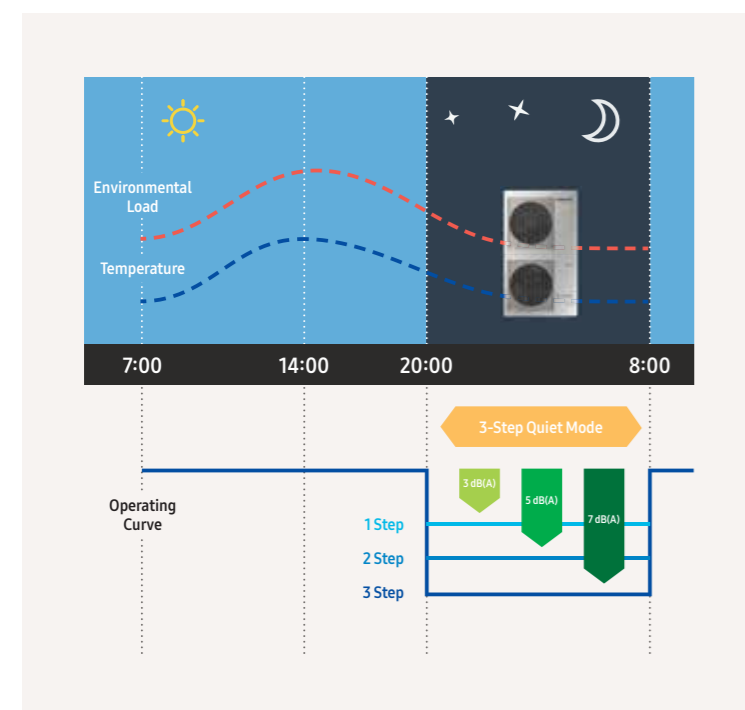 Environmental
Load
Temperature
7:00 14:00 20:00 8:00
3-Step Quiet Mode
Operating
Curve
3 dB(A)
5 dB(A)
7 dB(A)
1 Step
2 Step
3 Step